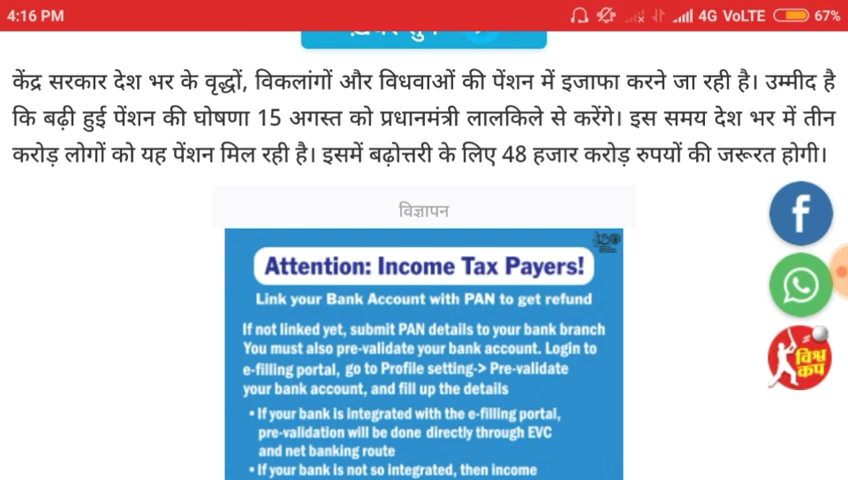 4:16 PM 4G VoLTE 67%
केंद्र सरकार देश भर के वृद्धों, विकलांगों और विधवाओं की पेंशन में इजाफा करने जा रही है। उम्मीद है
कि बढ़ी हुई पेंशन की घोषणा 15 अगस्त को प्रधानमंत्री लालकिले से करेंगे। इस समय देश भर में तीन
करोड़ लोगों को यह पेंशन मिल रही है। इसमें बढ़ोत्तरी के लिए 48 हजार करोड़ रुपयों की जरूरत होगी।
विज्ञापन
Attention: Income Tax Payers!
Link your Bank Account with PAN to get refund
If not linked yet, submit PAN details to your bank branch
You must also pre-validate your bank account. Login to
e-filling portal, go to Profile setting-> Pre-validate
your bank account, and fill up the details
• If your bank is integrated with the e-filling portal,
pre-validation will be done directly through EVC
and net banking route
• If your bank is not so integrated, then income
f
विश्व
कप